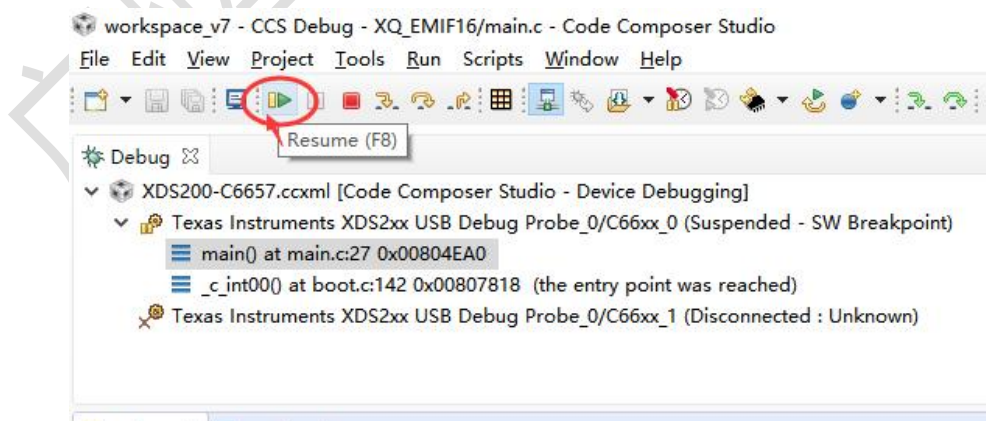 workspace_v7 - CCS Debug - XQ_EMIF16/main.c - Code Composer Studio
File Edit View Project Tools Run Scripts Window Help
Resume (F8)
Debug
XDS200-C6657.ccxml [Code Composer Studio - Device Debugging]
Texas Instruments XDS2xx USB Debug Probe_0/C66xx_0 (Suspended - SW Breakpoint)
main() at main.c:27 0x00804EA0
_c_int00() at boot.c:142 0x00807818 (the entry point was reached)
Texas Instruments XDS2xx USB Debug Probe_0/C66xx_1 (Disconnected : Unknown)